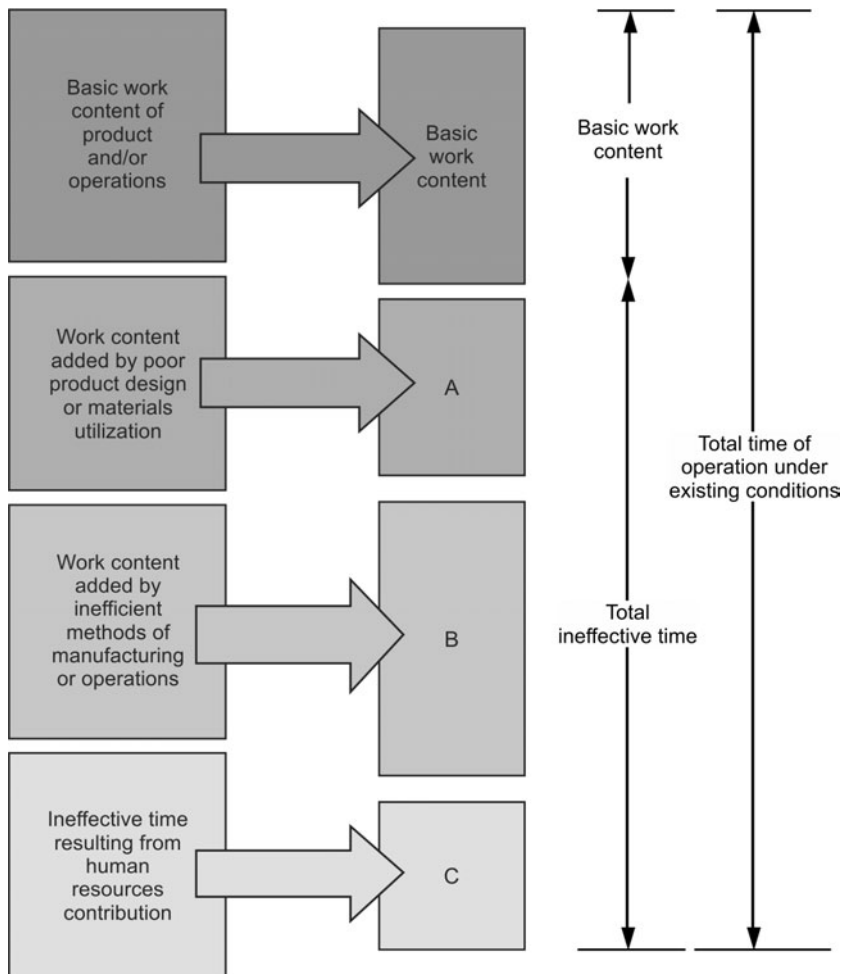 Basic work
content of
product
and/or
operations
Basic
work
content
Basic work
content
Work content
added by poor
product design
or materials
utilization
A
Total time of
operation under
existing conditions
Work content
added by
inefficient
methods of
manufacturing
or operations
B
Total
ineffective time
Ineffective time
resulting from
human
resources
contribution
C